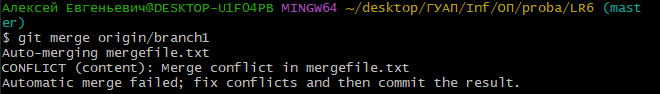 Алексей Евгеньевич@DESKTOP-U1FO4PB MINGW64 ~/desktop/ГУАП/Inf/ОП/proba/LR6 (mast
er)
$ git merge origin/branch1
Auto-merging mergefile.txt
CONFLICT (content): Merge conflict in mergefile.txt
Automatic merge failed; fix conflicts and then commit the result.